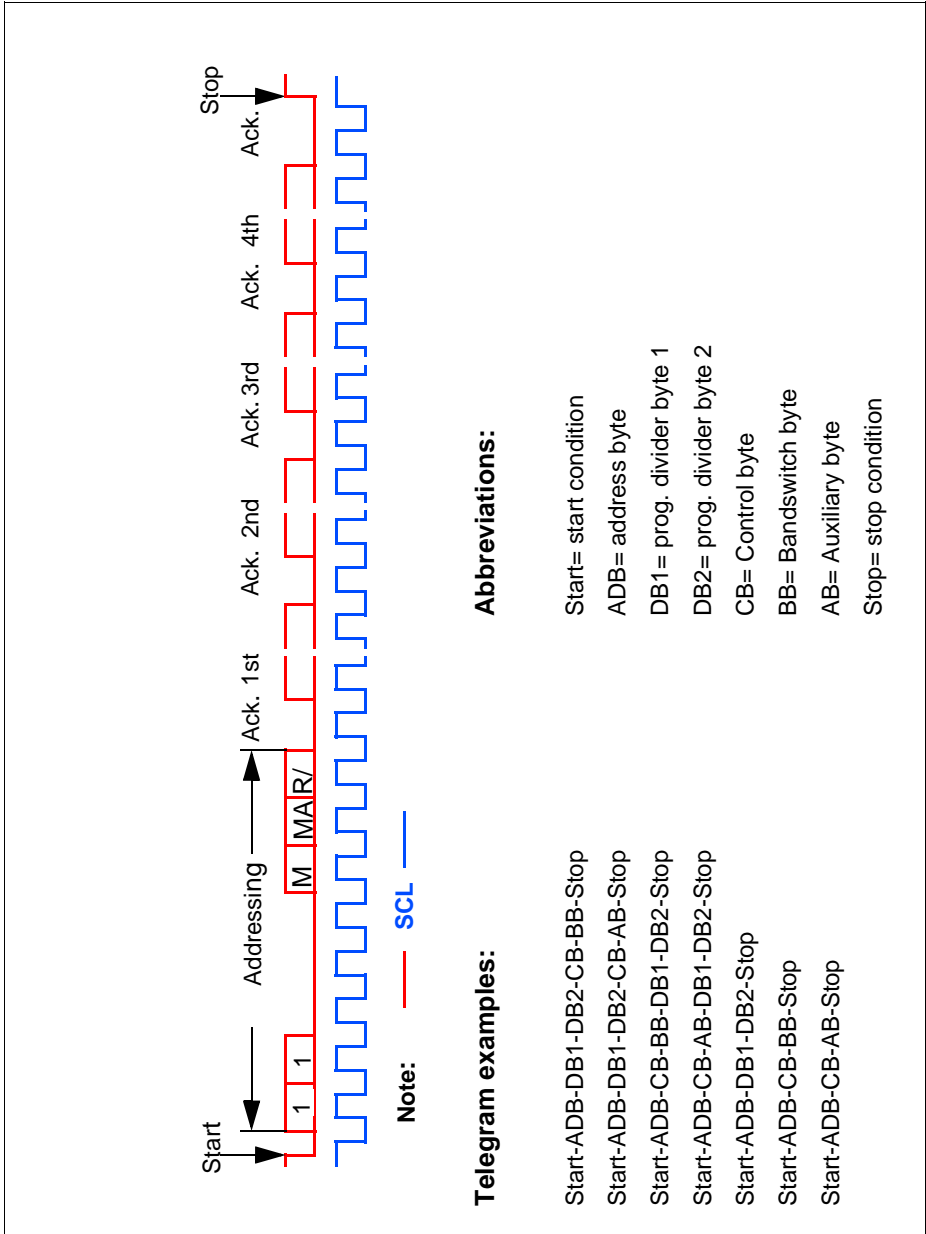 Start
Addressing
Ack. 1st
Ack. 2nd
Ack. 3rd
Ack. 4th
Ack.
Stop
1 1 M MA R/
Note: SCL
Telegram examples:
Start-ADB-DB1-DB2-CB-BB-Stop
Start-ADB-DB1-DB2-CB-AB-Stop
Start-ADB-CB-BB-DB1-DB2-Stop
Start-ADB-CB-AB-DB1-DB2-Stop
Start-ADB-DB1-DB2-Stop
Start-ADB-CB-BB-Stop
Start-ADB-CB-AB-Stop
Abbreviations:
Start= start condition
ADB= address byte
DB1= prog. divider byte 1
DB2= prog. divider byte 2
CB= Control byte
BB= Bandswitch byte
AB= Auxiliary byte
Stop= stop condition